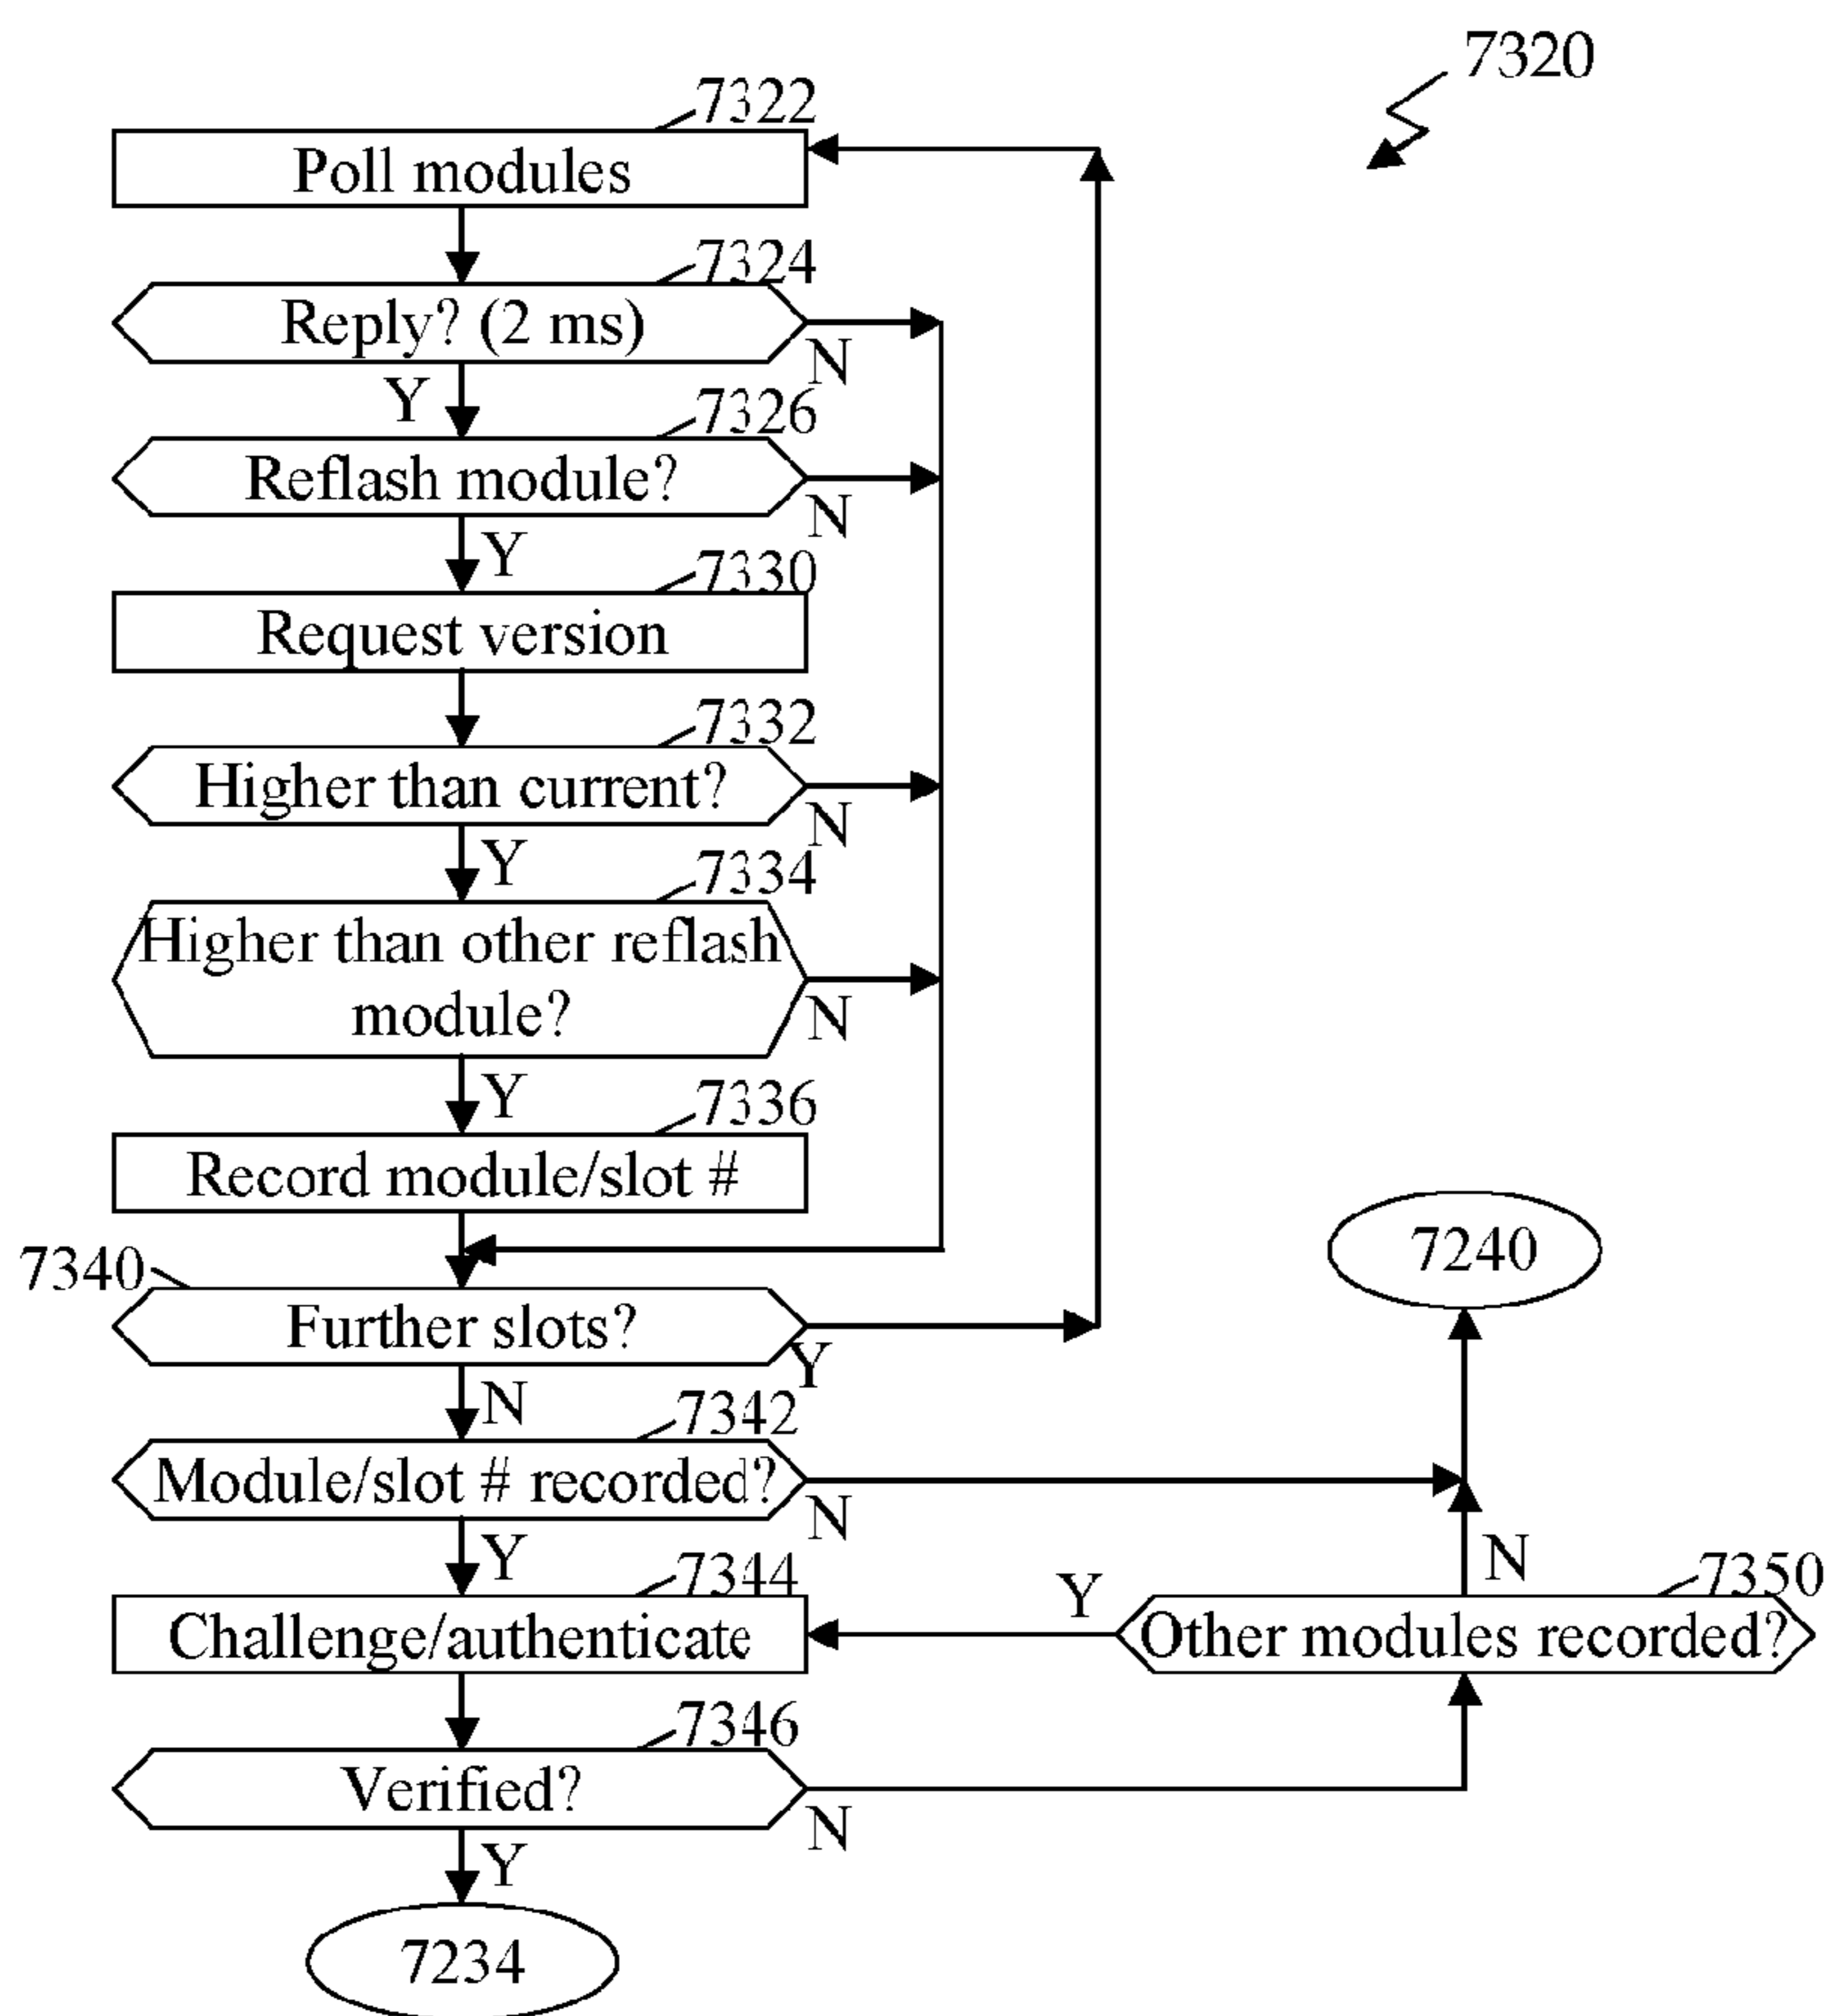 7320
7322
Poll modules
7324
Reply? (2 ms)
N
Y
7326
Reflash module?
N
Y
7330
Request version
7332
Higher than current?
N
Y
7334
Higher than other reflash
module?
N
Y
7336
Record module/slot #
7240
7340
Further slots?
Y
N
7342
Module/slot # recorded?
N
Y
N
7344
Y
7350
Challenge/authenticate
Other modules recorded?
7346
Verified?
N
Y
7234